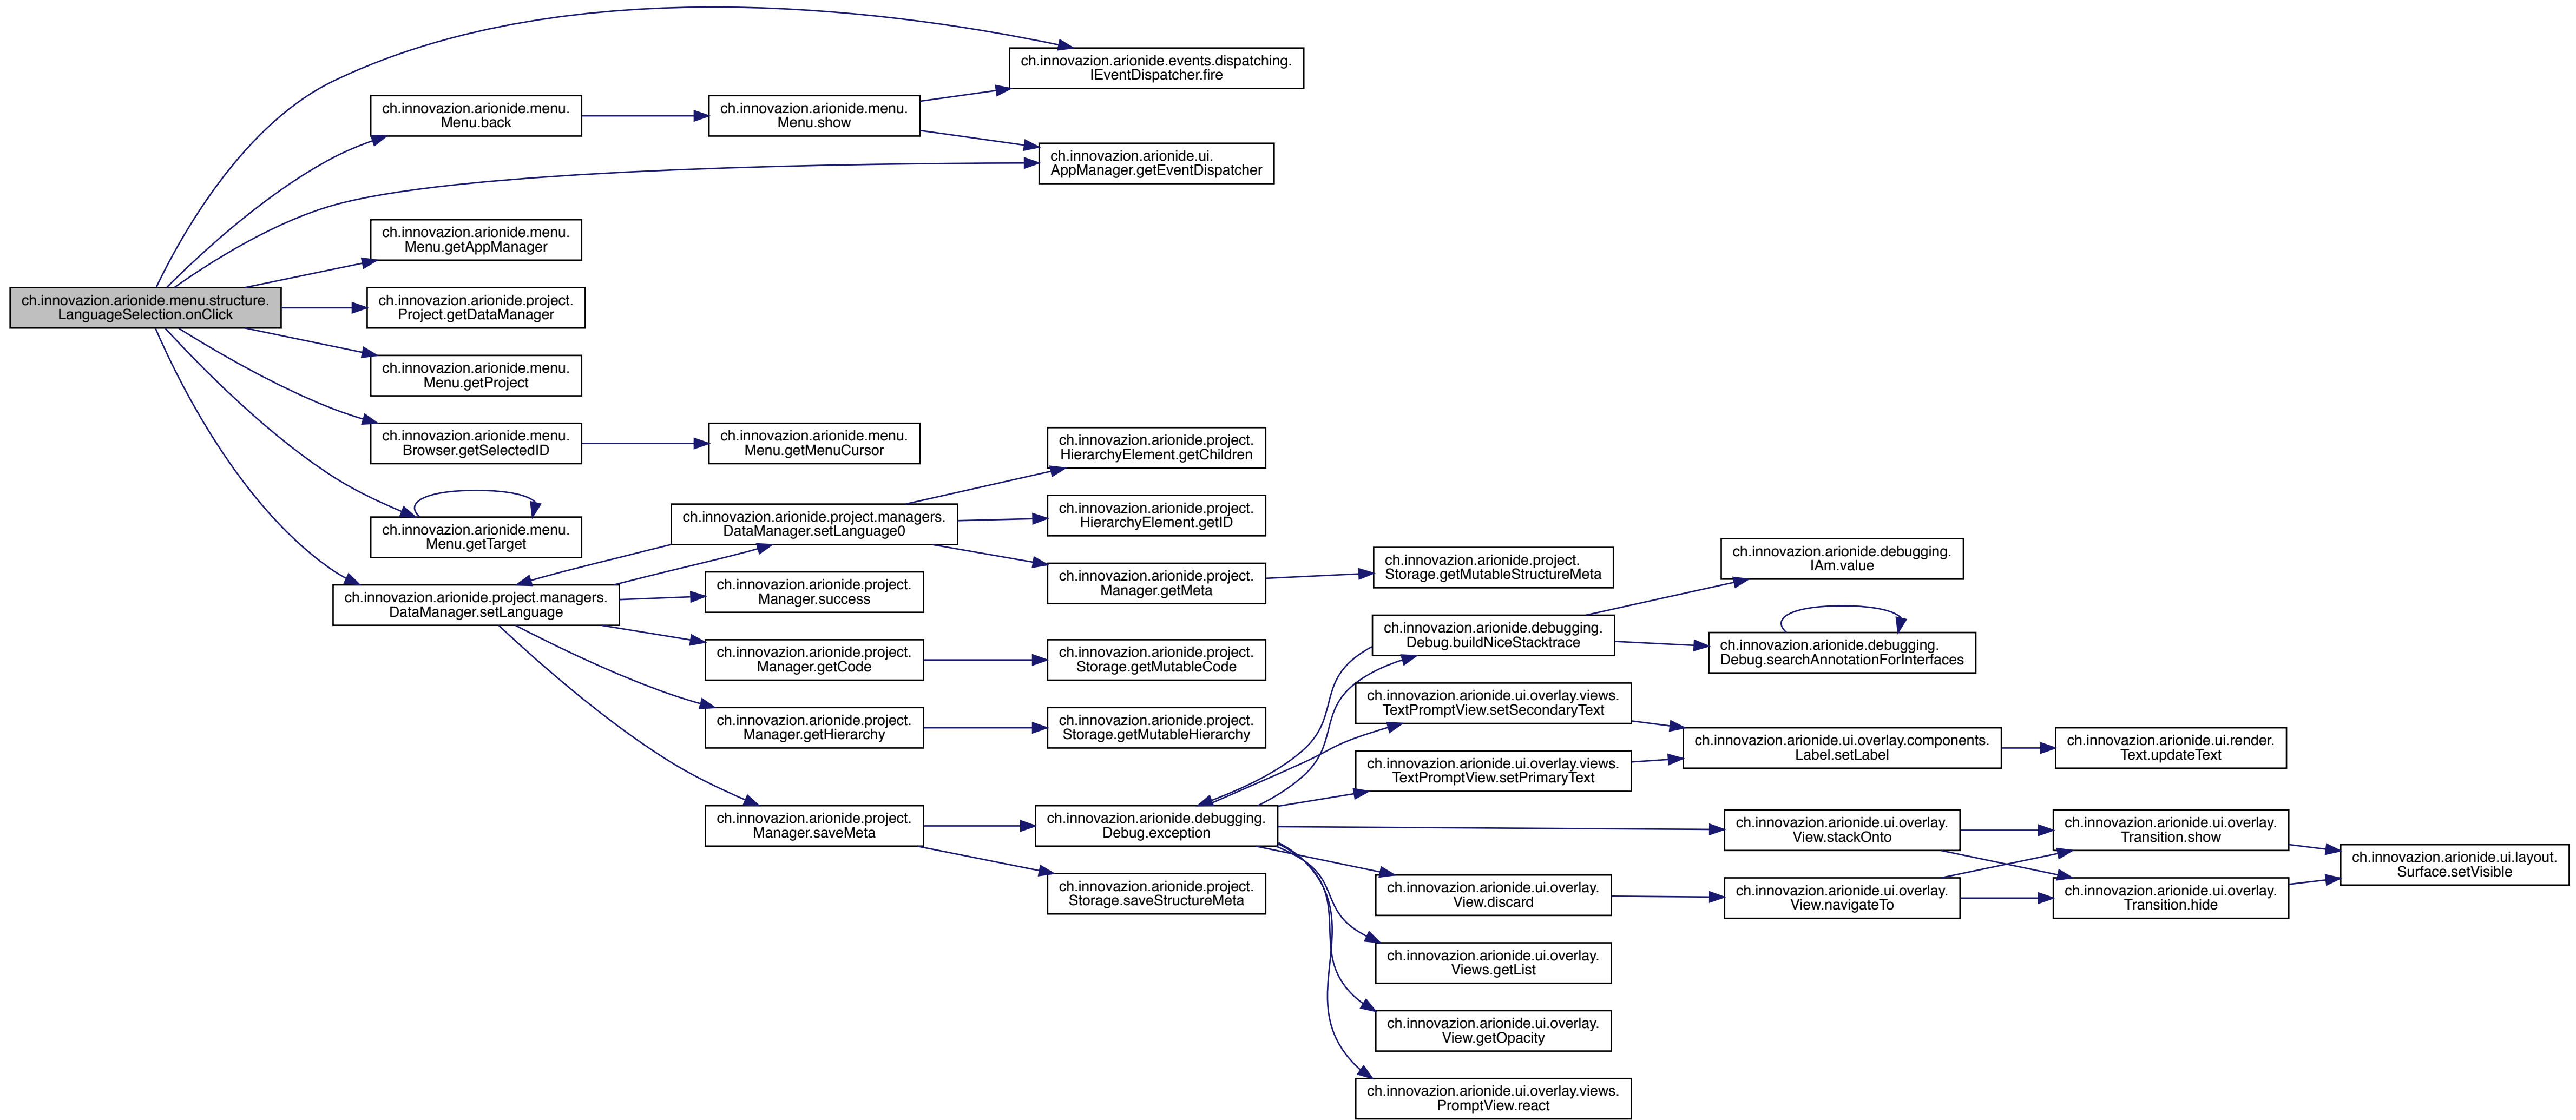 ch.innovazion.arionide.menu.structure.
LanguageSelection.onClick
ch.innovazion.arionide.events.dispatching.
IEventDispatcher.fire
ch.innovazion.arionide.menu.
Menu.back
ch.innovazion.arionide.menu.
Menu.show
ch.innovazion.arionide.ui.
AppManager.getEventDispatcher
ch.innovazion.arionide.menu.
Menu.getAppManager
ch.innovazion.arionide.project.
Project.getDataManager
ch.innovazion.arionide.menu.
Menu.getProject
ch.innovazion.arionide.menu.
Browser.getSelectedID
ch.innovazion.arionide.menu.
Menu.getMenuCursor
ch.innovazion.arionide.menu.
Menu.getTarget
ch.innovazion.arionide.project.managers.
DataManager.setLanguage
ch.innovazion.arionide.project.managers.
DataManager.setLanguage0
ch.innovazion.arionide.project.
HierarchyElement.getChildren
ch.innovazion.arionide.project.
HierarchyElement.getID
ch.innovazion.arionide.project.
Manager.getMeta
ch.innovazion.arionide.project.
Storage.getMutableStructureMeta
ch.innovazion.arionide.project.
Manager.success
ch.innovazion.arionide.project.
Manager.getCode
ch.innovazion.arionide.project.
Storage.getMutableCode
ch.innovazion.arionide.project.
Manager.getHierarchy
ch.innovazion.arionide.project.
Storage.getMutableHierarchy
ch.innovazion.arionide.project.
Manager.saveMeta
ch.innovazion.arionide.debugging.
Debug.exception
ch.innovazion.arionide.project.
Storage.saveStructureMeta
ch.innovazion.arionide.debugging.
Debug.buildNiceStacktrace
ch.innovazion.arionide.debugging.
IAm.value
ch.innovazion.arionide.debugging.
Debug.searchAnnotationForInterfaces
ch.innovazion.arionide.ui.overlay.views.
TextPromptView.setSecondaryText
ch.innovazion.arionide.ui.overlay.views.
TextPromptView.setPrimaryText
ch.innovazion.arionide.ui.overlay.components.
Label.setLabel
ch.innovazion.arionide.ui.render.
Text.updateText
ch.innovazion.arionide.ui.overlay.
View.stackOnto
ch.innovazion.arionide.ui.overlay.
Transition.show
ch.innovazion.arionide.ui.layout.
Surface.setVisible
ch.innovazion.arionide.ui.overlay.
View.discard
ch.innovazion.arionide.ui.overlay.
View.navigateTo
ch.innovazion.arionide.ui.overlay.
Transition.hide
ch.innovazion.arionide.ui.overlay.
Views.getList
ch.innovazion.arionide.ui.overlay.
View.getOpacity
ch.innovazion.arionide.ui.overlay.views.
PromptView.react